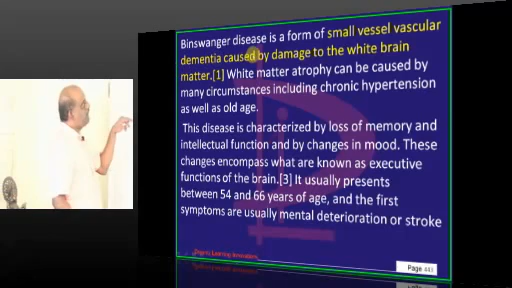 Binswanger disease is a form of small vessel vascular
dementia caused by damage to the white brain
matter.[1] White matter atrophy can be caused by
many circumstances including chronic hypertension
as well as old age.
This disease is characterized by loss of memory and
intellectual function and by changes in mood. These
changes encompass what are known as executive
functions of the brain.[3] It usually presents
between 54 and 66 years of age, and the first
symptoms are usually mental deterioration or stroke
Page 443